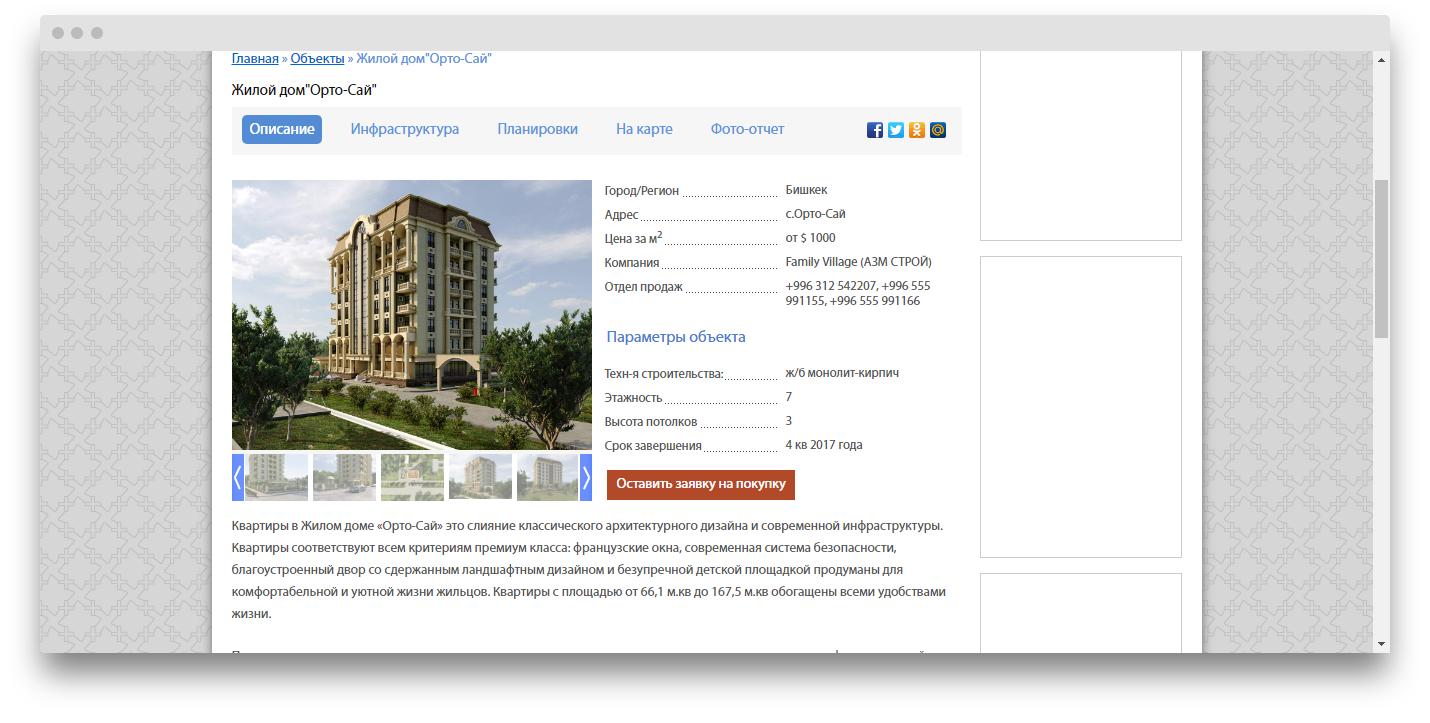 Главная » Объекты » Жилой дом"Орто-Сай"
Жилой дом"Орто-Сай"
Описание Инфраструктура Планировки На карте Фото-отчет
Город/Регион Бишкек
Адрес с.Орто-Сай
Цена за м² от $ 1000
Компания Family Village (АЗМ СТРОЙ)
Отдел продаж +996 312 542207, +996 555
991155, +996 555 991166
Параметры объекта
Техн-я строительства: ж/б монолит-кирпич
Этажность 7
Высота потолков 3
Срок завершения 4 кв 2017 года
Оставить заявку на покупку
Квартиры в Жилом доме «Орто-Сай» это слияние классического архитектурного дизайна и современной инфраструктуры.
Квартиры соответствуют всем критериям премиум класса: французские окна, современная система безопасности,
благоустроенный двор со сдержанным ландшафтным дизайном и безупречной детской площадкой продуманы для
комфортабельной и уютной жизни жильцов. Квартиры с площадью от 66,1 м.кв до 167,5 м.кв обогащены всеми удобствами
жизни.